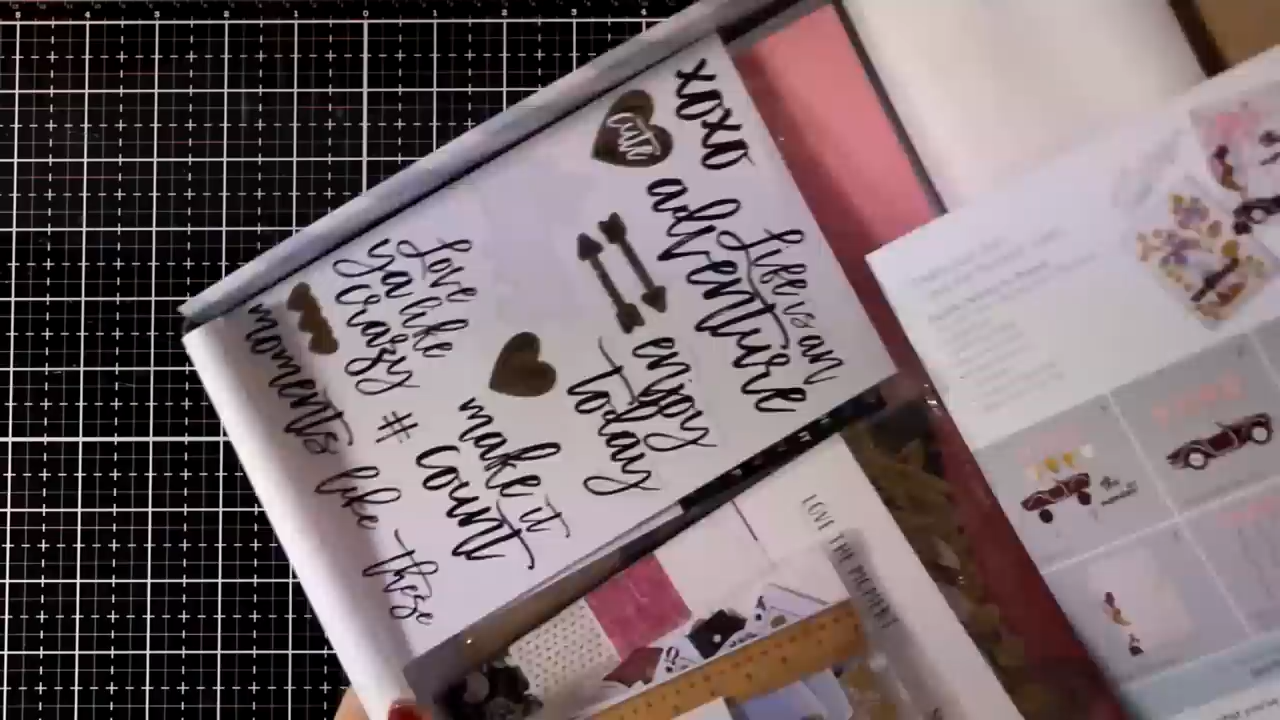 xoxo
cute
Life is an
adventure
enjoy
today
Love
ya like
crazy
#
make it
count
moments like these
LOVE THE MOMENT